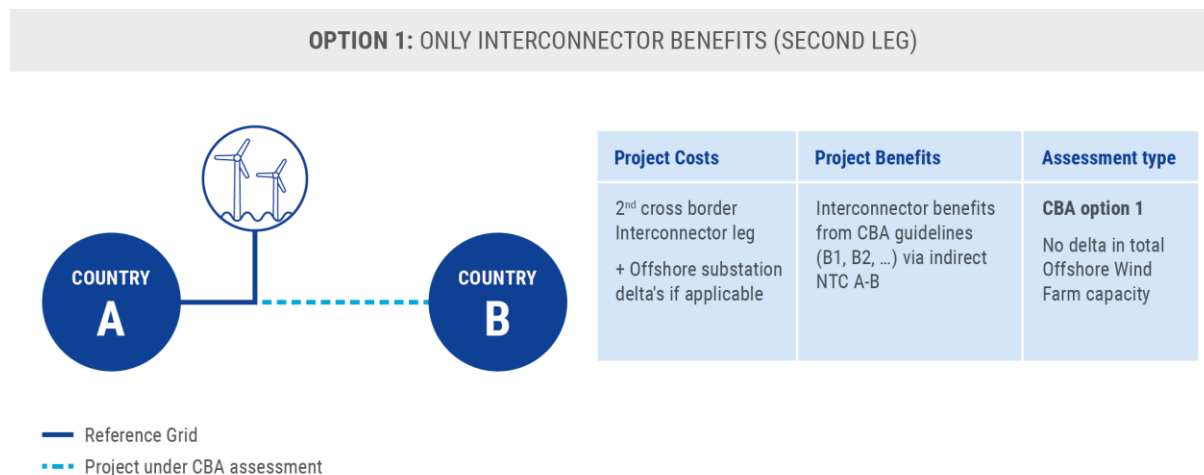 OPTION 1: ONLY INTERCONNECTOR BENEFITS (SECOND LEG)
COUNTRY
A
COUNTRY
B
Project Costs
Project Benefits
Assessment type
2nd cross border
Interconnector leg
+ Offshore substation
delta's if applicable
Interconnector benefits
from CBA guidelines
(B1, B2, ...) via indirect
NTC A-B
CBA option 1
No delta in total
Offshore Wind
Farm capacity
Reference Grid
Project under CBA assessment